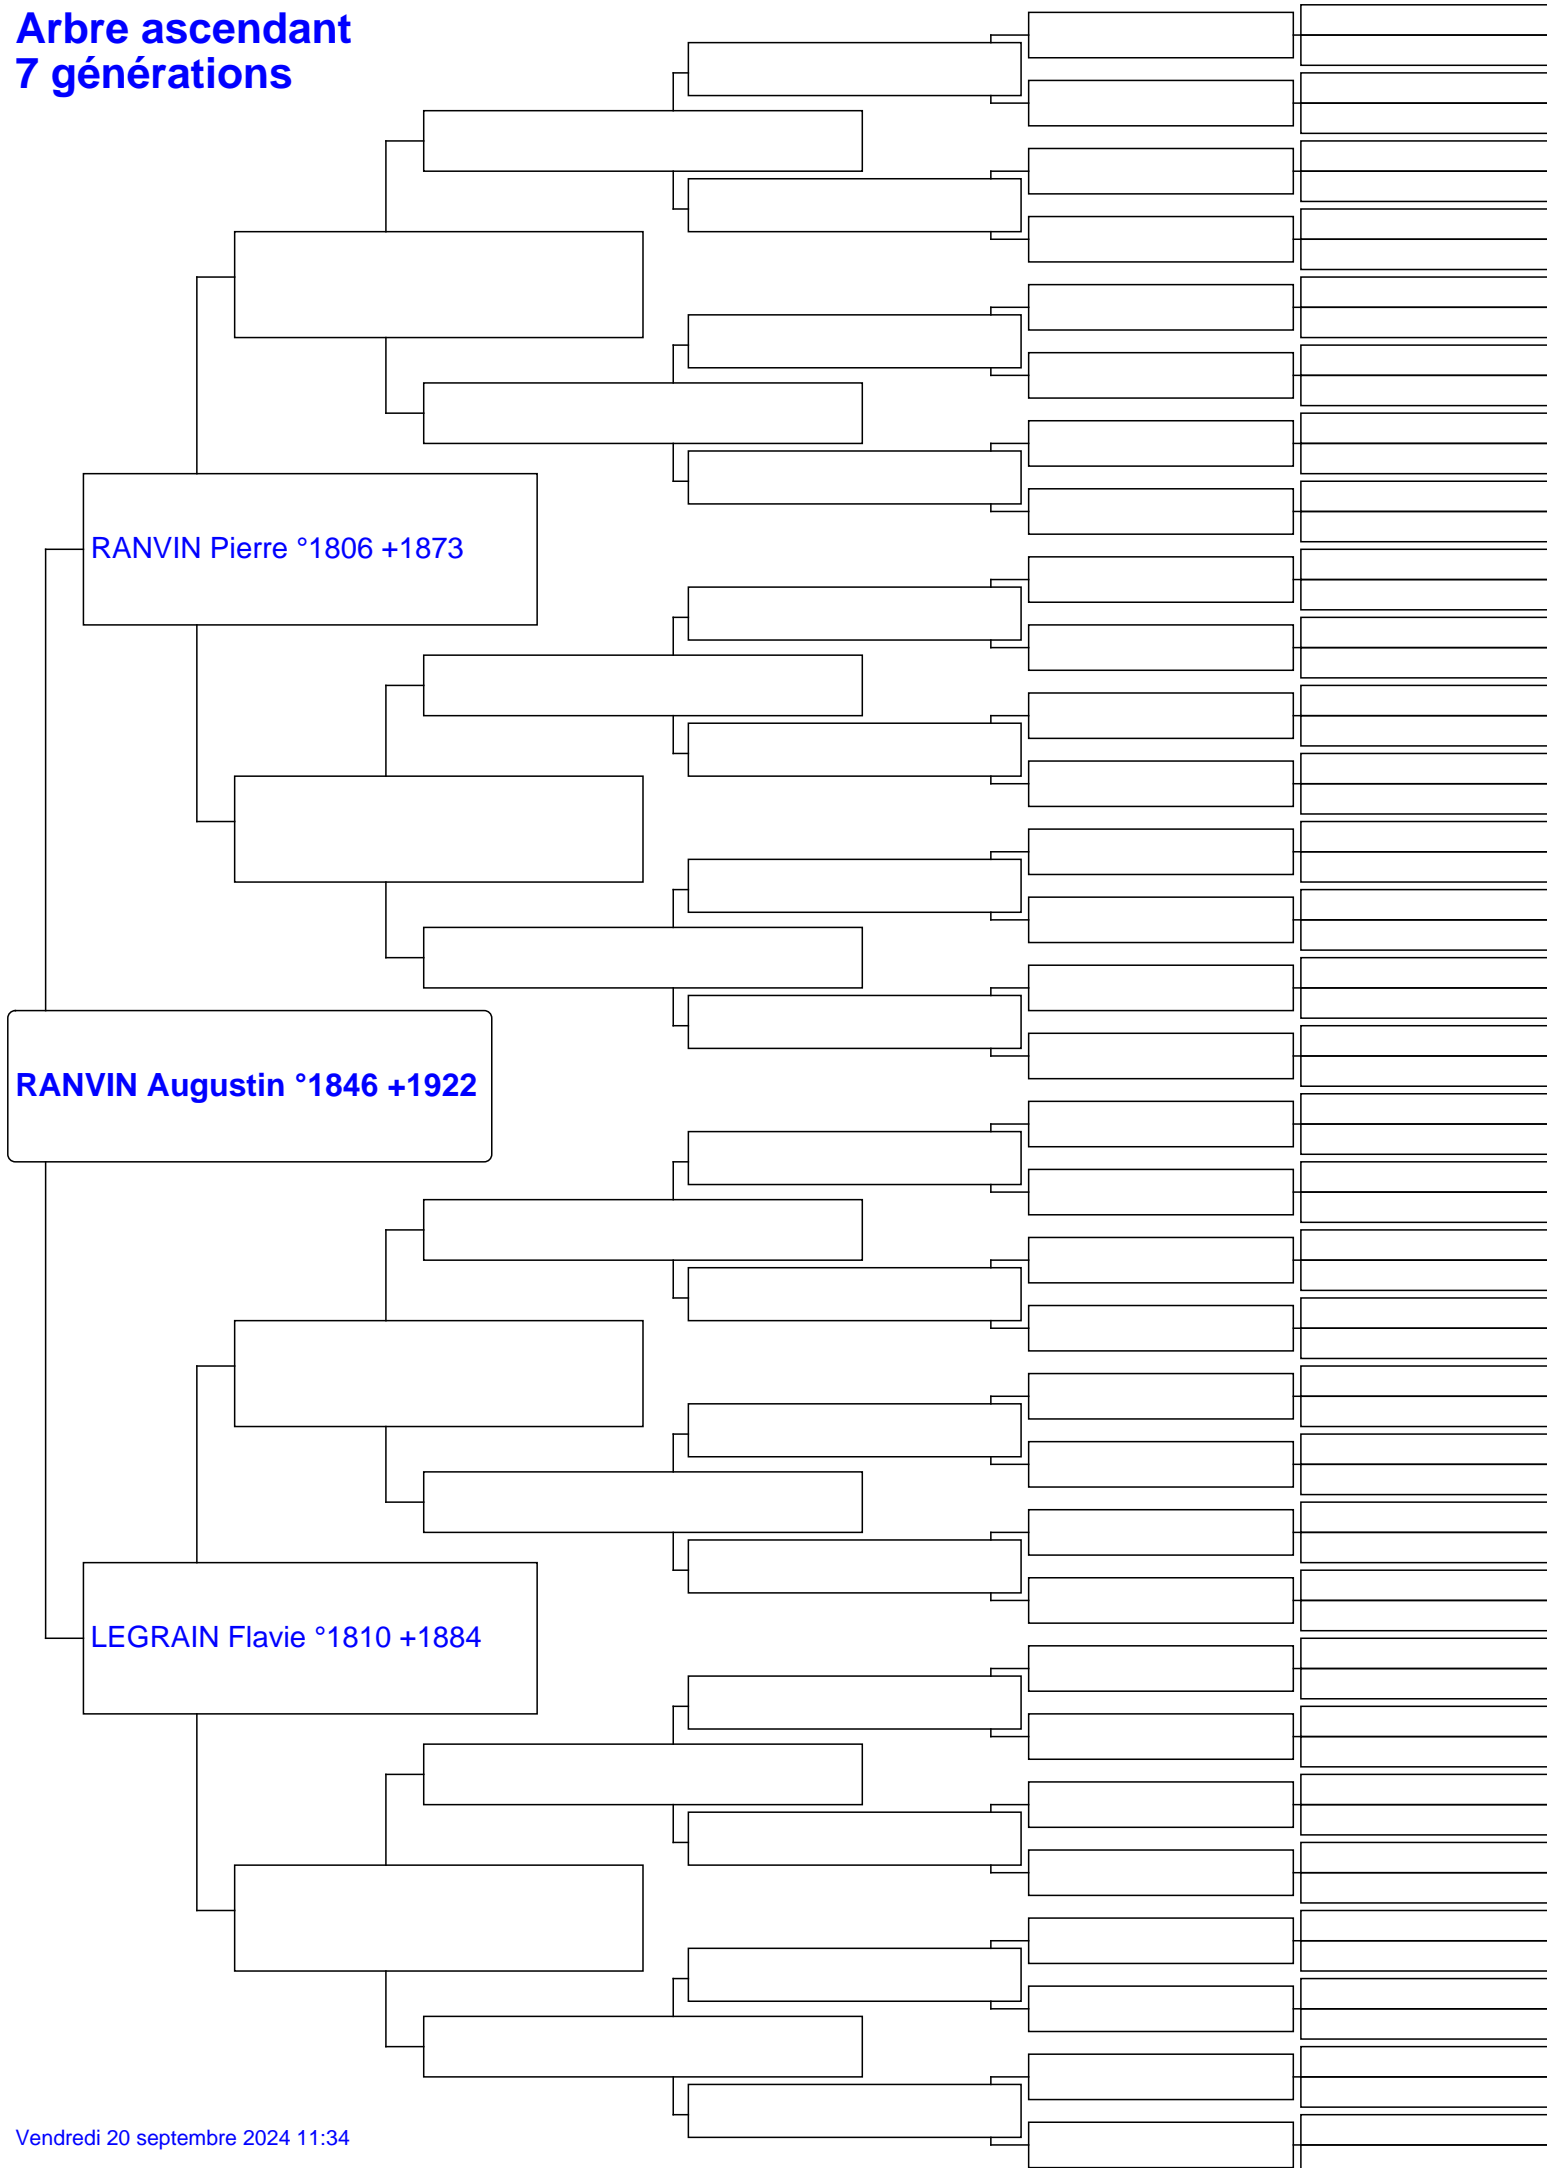 Arbre ascendant
7 générations
RANVIN Pierre °1806 +1873
RANVIN Augustin °1846 +1922
LEGRAIN Flavie °1810 +1884
Vendredi 20 septembre 2024 11:34